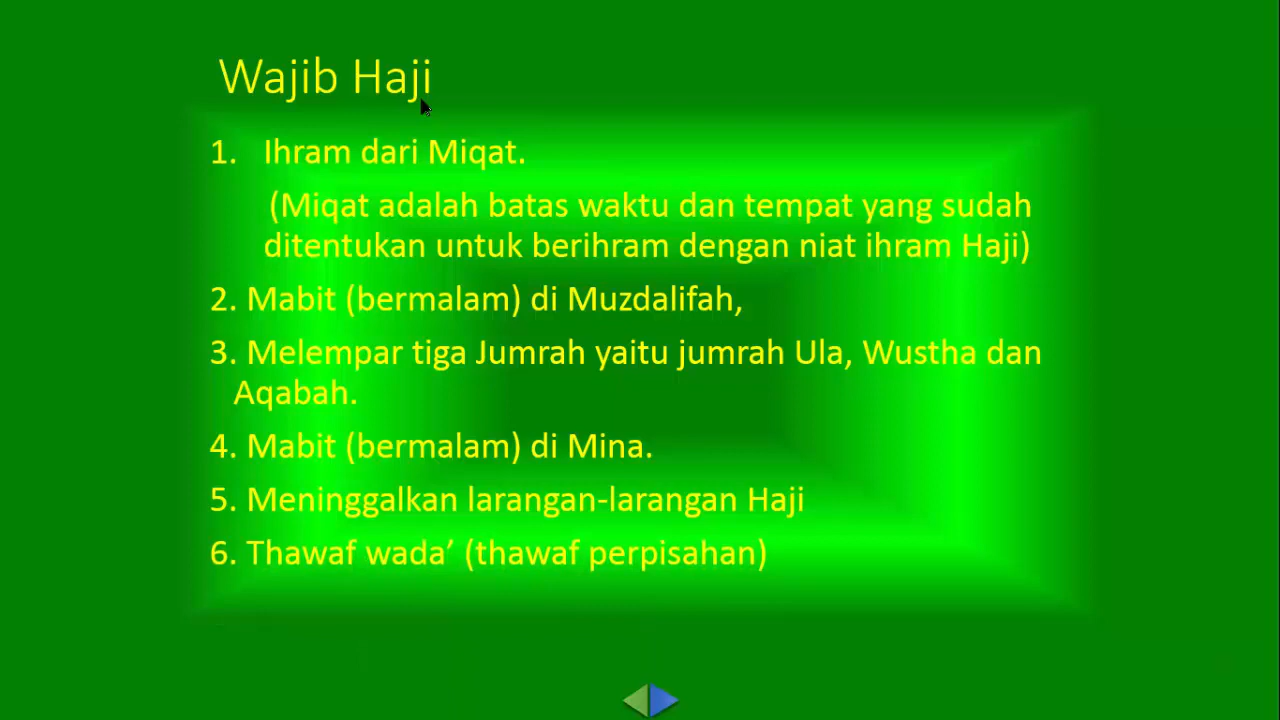 Wajib Haji
1. Ihram dari Miqat.
(Miqat adalah batas waktu dan tempat yang sudah
ditentukan untuk berihram dengan niat ihram Haji)
2. Mabit (bermalam) di Muzdalifah,
3. Melempar tiga Jumrah yaitu jumrah Ula, Wustha dan
Aqabah.
4. Mabit (bermalam) di Mina.
5. Meninggalkan larangan-larangan Haji
6. Thawaf wada’ (thawaf perpisahan)